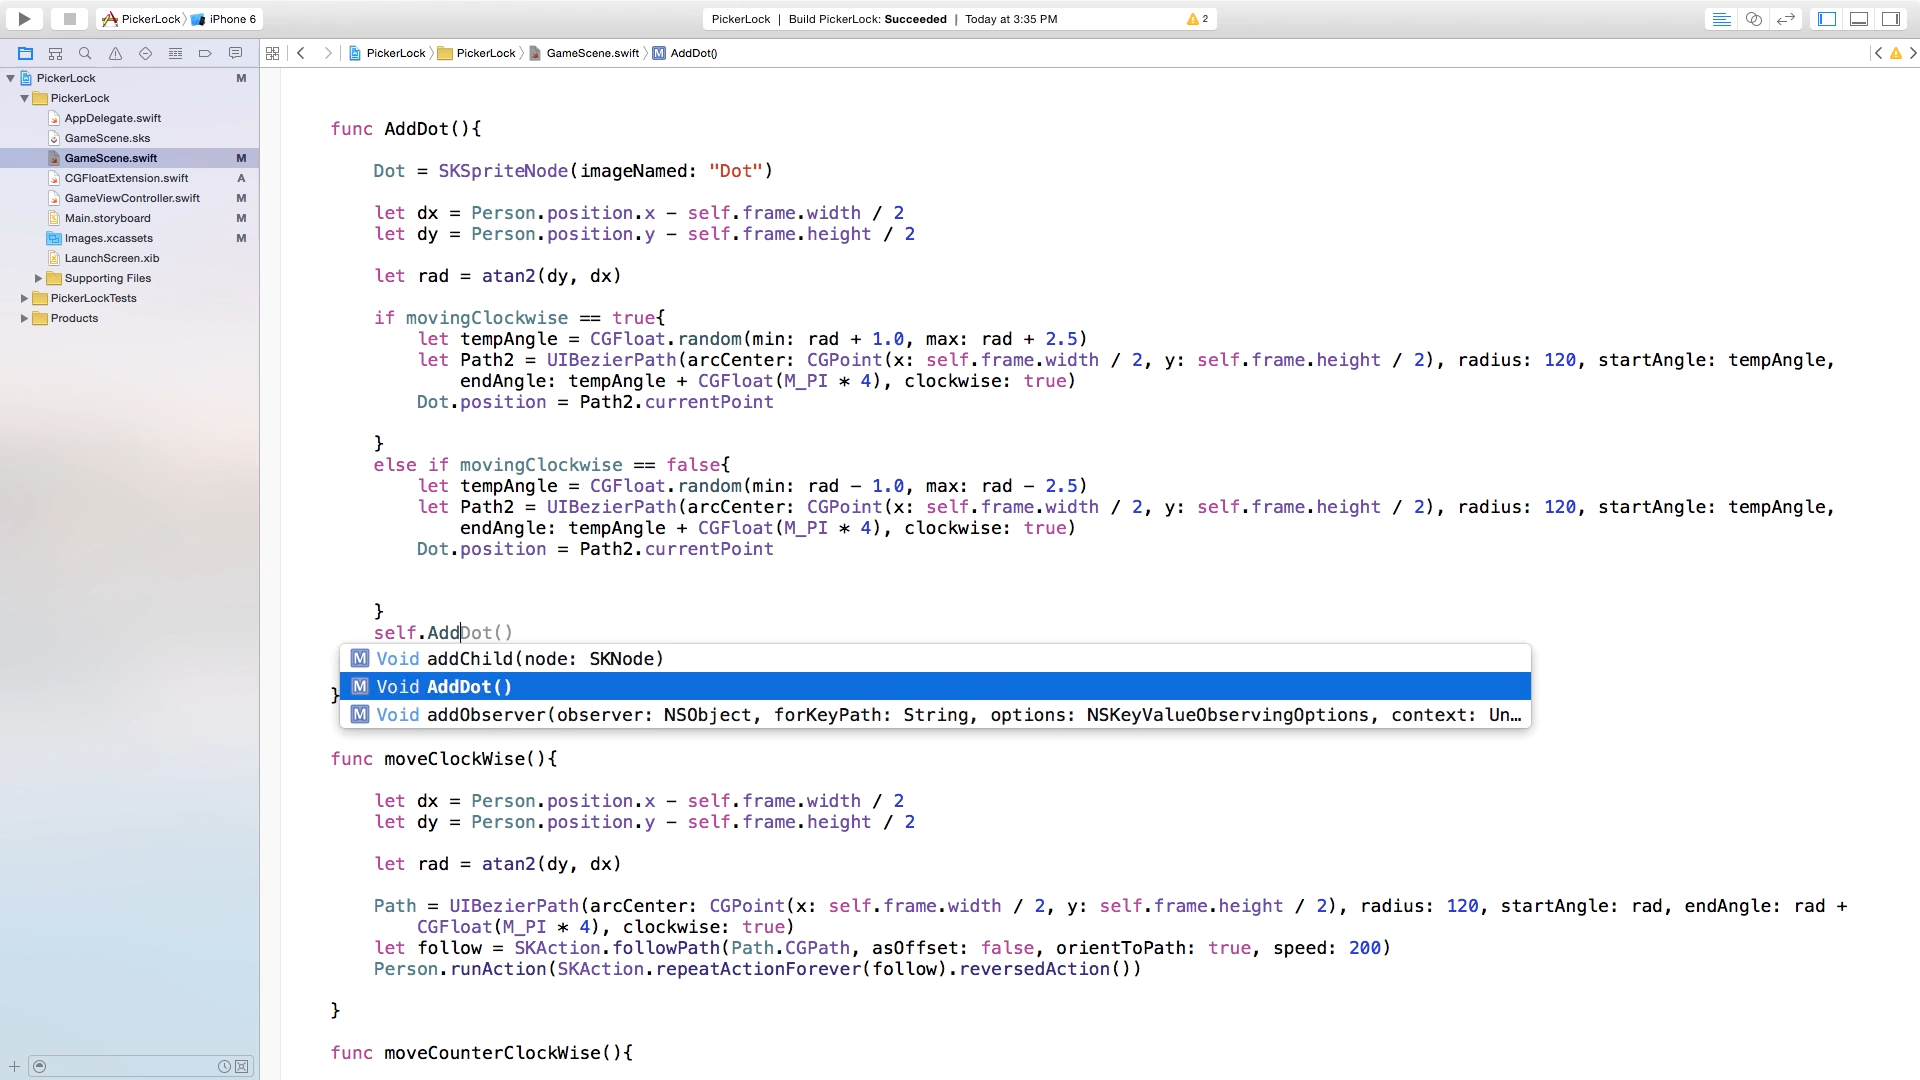 PickerLock iPhone 6
PickerLock | Build PickerLock: Succeeded | Today at 3:35 PM
2
PickerLock PickerLock GameScene.swift M AddDot()
PickerLock M
PickerLock
AppDelegate.swift
GameScene.sks
GameScene.swift M
CGFloatExtension.swift A
GameViewController.swift M
Main.storyboard M
Images.xcassets M
LaunchScreen.xib
Supporting Files
PickerLockTests
Products
func AddDot(){
Dot = SKSpriteNode(imageNamed: "Dot")
let dx = Person.position.x - self.frame.width / 2
let dy = Person.position.y - self.frame.height / 2
let rad = atan2(dy, dx)
if movingClockwise == true{
let tempAngle = CGFloat.random(min: rad + 1.0, max: rad + 2.5)
let Path2 = UIBezierPath(arcCenter: CGPoint(x: self.frame.width / 2, y: self.frame.height / 2), radius: 120, startAngle: tempAngle,
endAngle: tempAngle + CGFloat(M_PI * 4), clockwise: true)
Dot.position = Path2.currentPoint
}
else if movingClockwise == false{
let tempAngle = CGFloat.random(min: rad - 1.0, max: rad - 2.5)
let Path2 = UIBezierPath(arcCenter: CGPoint(x: self.frame.width / 2, y: self.frame.height / 2), radius: 120, startAngle: tempAngle,
endAngle: tempAngle + CGFloat(M_PI * 4), clockwise: true)
Dot.position = Path2.currentPoint
}
self.AddDot()
M Void addChild(node: SKNode)
M Void AddDot()
}
M Void addObserver(observer: NSObject, forKeyPath: String, options: NSKeyValueObservingOptions, context: Un…
func moveClockWise(){
let dx = Person.position.x - self.frame.width / 2
let dy = Person.position.y - self.frame.height / 2
let rad = atan2(dy, dx)
Path = UIBezierPath(arcCenter: CGPoint(x: self.frame.width / 2, y: self.frame.height / 2), radius: 120, startAngle: rad, endAngle: rad +
CGFloat(M_PI * 4), clockwise: true)
let follow = SKAction.followPath(Path.CGPath, asOffset: false, orientToPath: true, speed: 200)
Person.runAction(SKAction.repeatActionForever(follow).reversedAction())
}
func moveCounterClockWise(){